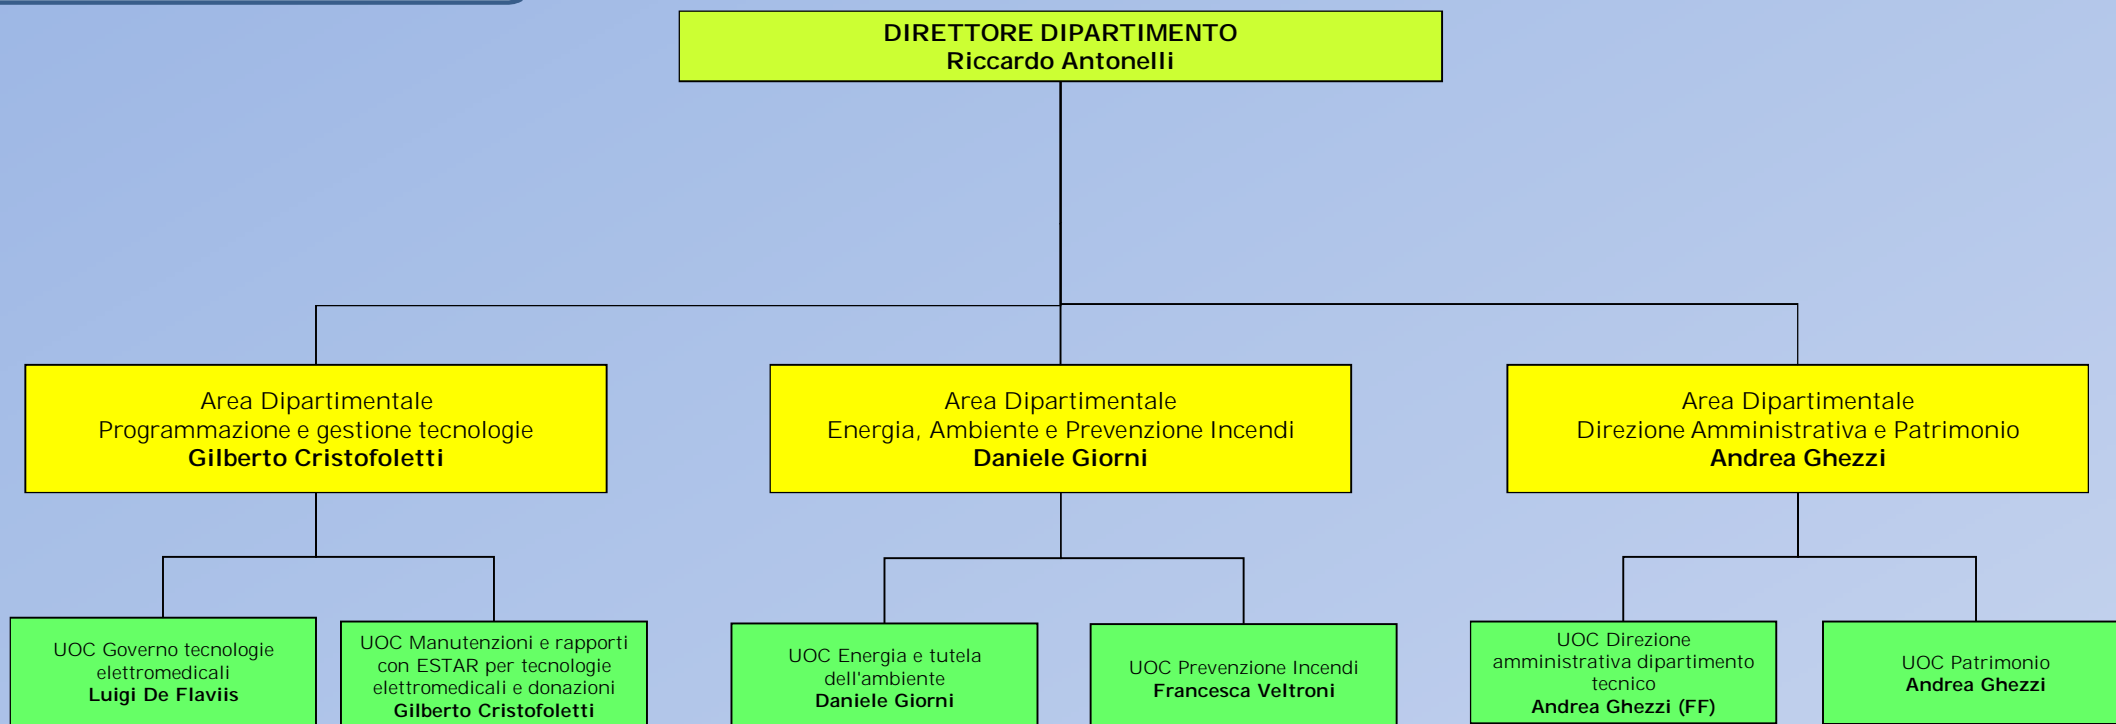 DIRETTORE DIPARTIMENTO
Riccardo Antonelli
Area Dipartimentale
Programmazione e gestione tecnologie
Gilberto Cristofoletti
Area Dipartimentale
Energia, Ambiente e Prevenzione Incendi
Daniele Giorni
Area Dipartimentale
Direzione Amministrativa e Patrimonio
Andrea Ghezzi
UOC Governo tecnologie
elettromedicali
Luigi De Flaviis
UOC Manutenzioni e rapporti
con ESTAR per tecnologie
elettromedicali e donazioni
Gilberto Cristofoletti
UOC Energia e tutela
dell'ambiente
Daniele Giorni
UOC Prevenzione Incendi
Francesca Veltroni
UOC Direzione
amministrativa dipartimento
tecnico
Andrea Ghezzi (FF)
UOC Patrimonio
Andrea Ghezzi